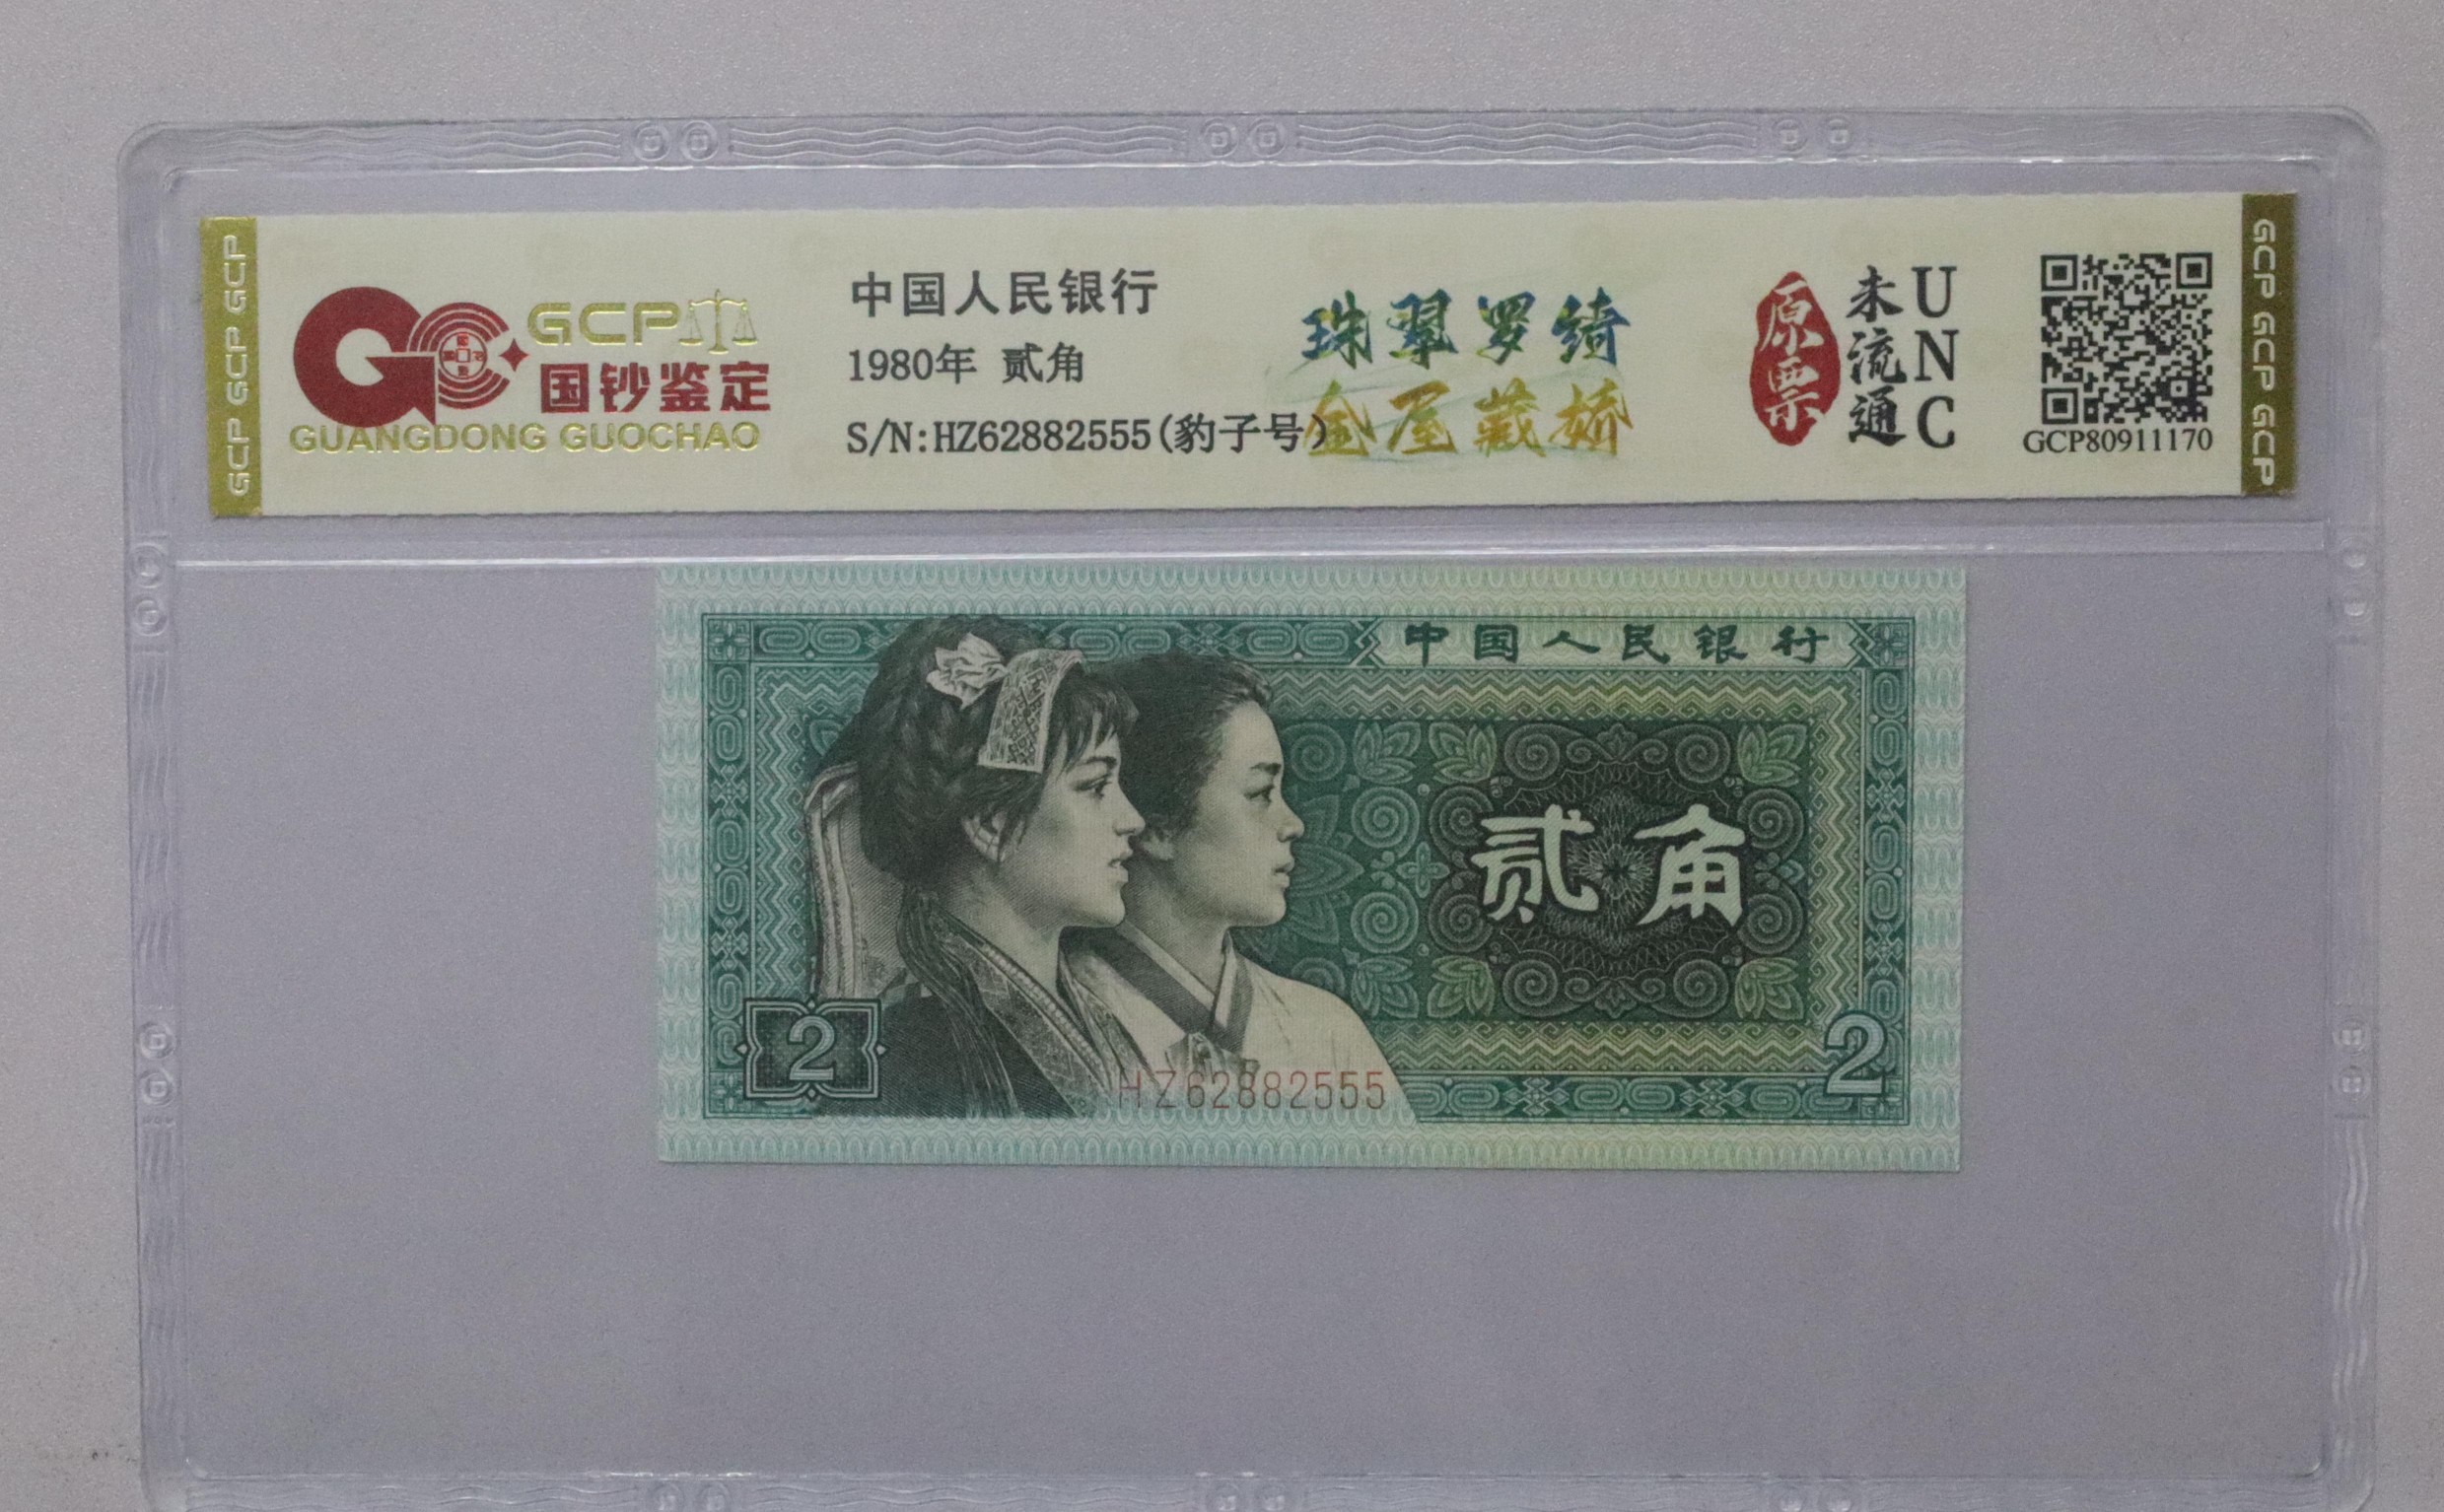 GCP GCP GCP
GCP
国钞鉴定
GUANGDONG GUOCHAO
中国人民银行
1980年 贰角
S/N:HZ62882555(豹子号)
珠翠罗绮
金屋藏娇
原票
未流通
UNC
GCP80911170
GCP GCP GCP
中国人民银行
贰角
2
HZ62882555
2